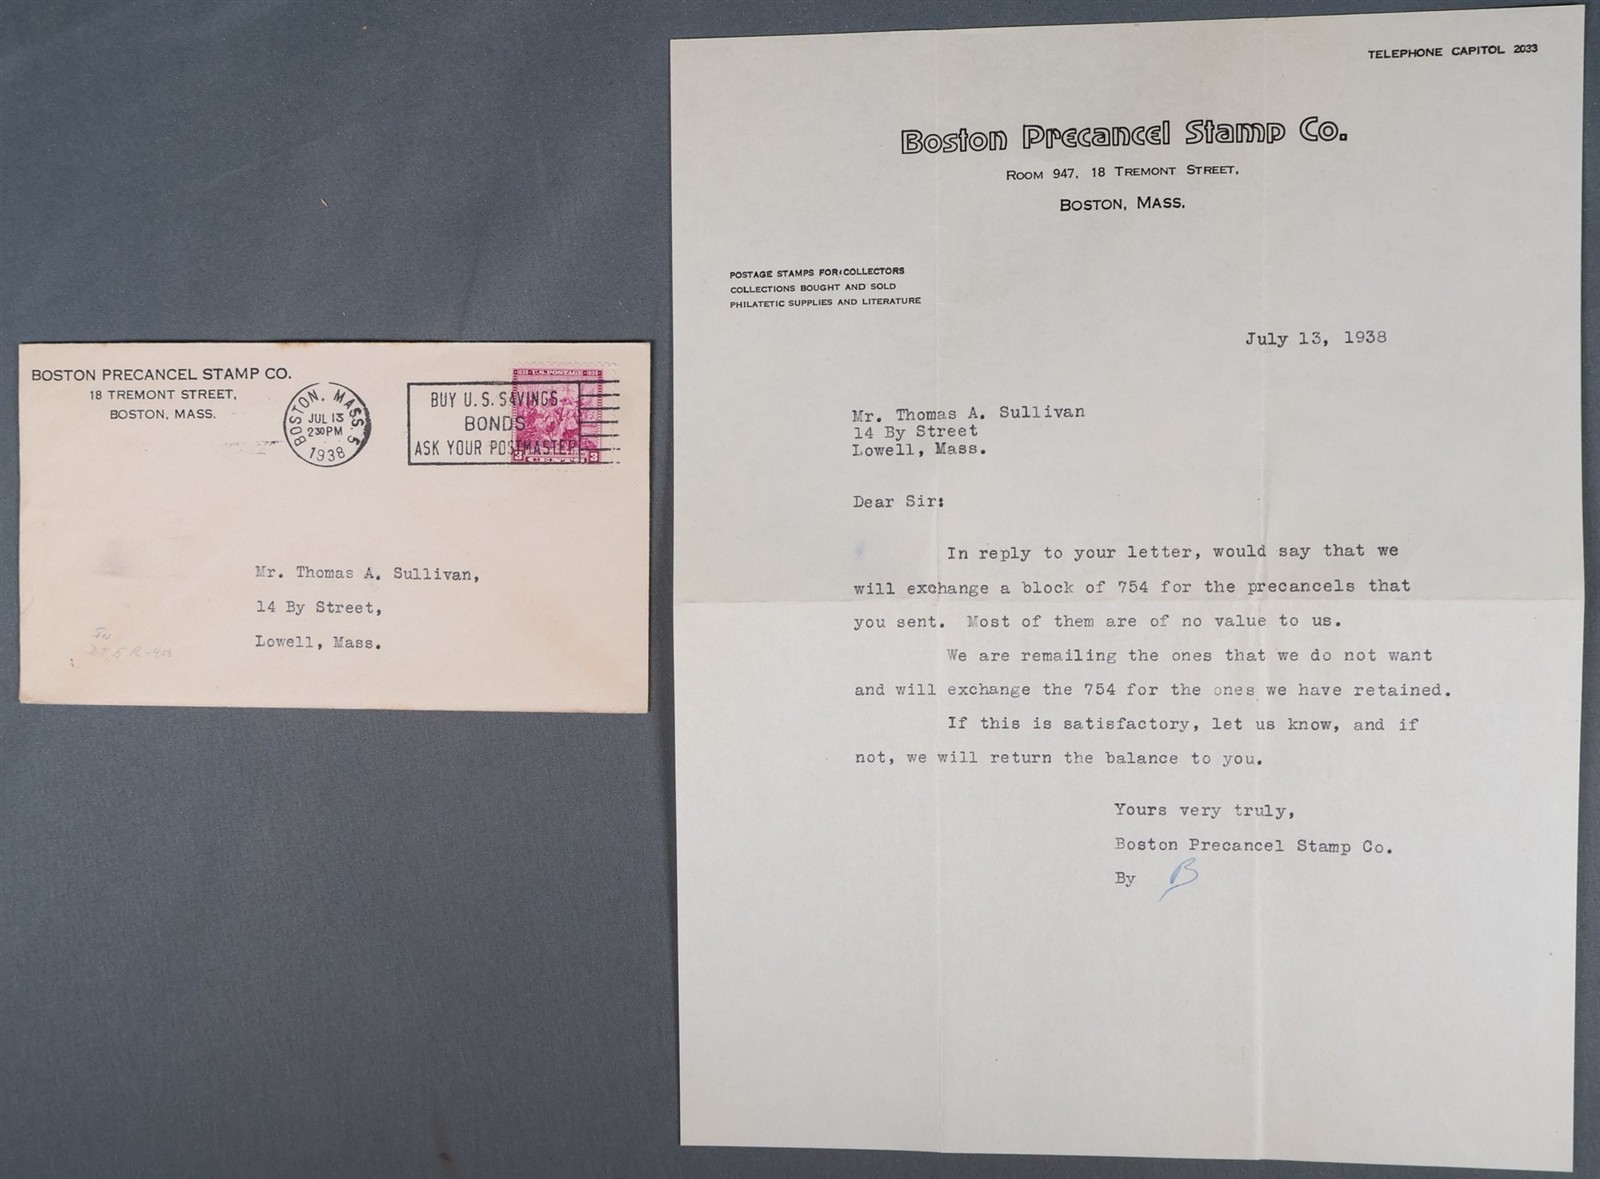 BOSTON PRECANCEL STAMP CO.
18 TREMONT STREET,
BOSTON, MASS.
BOSTON, MASS. 5
JUL 13
2 30 PM
1938
BUY U.S. SAVINGS
BONDS
ASK YOUR POSTMASTER
U.S. POSTAGE
3 CENTS 3
Mr. Thomas A. Sullivan,
14 By Street,
Lowell, Mass.
TELEPHONE CAPITOL 2033
Boston Precancel Stamp Co.
ROOM 947, 18 TREMONT STREET,
BOSTON, MASS.
POSTAGE STAMPS FOR COLLECTORS
COLLECTIONS BOUGHT AND SOLD
PHILATETIC SUPPLIES AND LITERATURE
July 13, 1938
Mr. Thomas A. Sullivan
14 By Street
Lowell, Mass.
Dear Sir:
In reply to your letter, would say that we
will exchange a block of 754 for the precancels that
you sent. Most of them are of no value to us.
We are remailing the ones that we do not want
and will exchange the 754 for the ones we have retained.
If this is satisfactory, let us know, and if
not, we will return the balance to you.
Yours very truly,
Boston Precancel Stamp Co.
By B